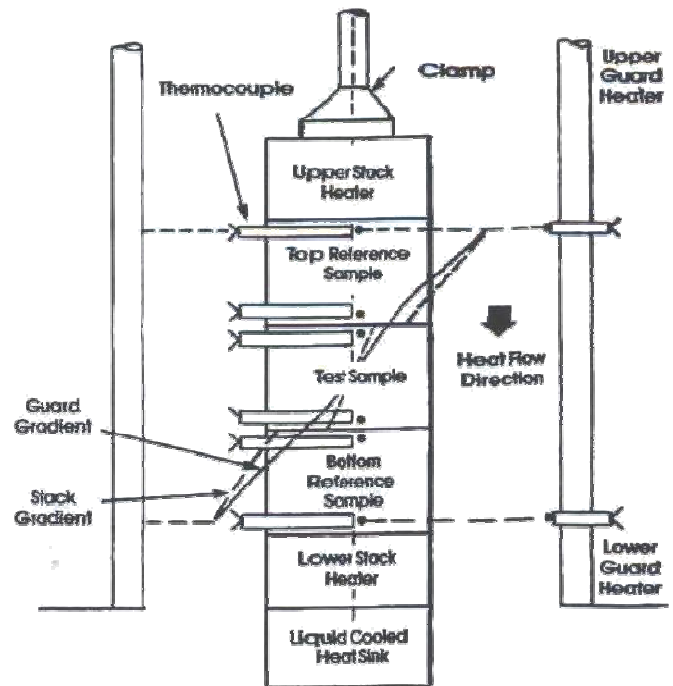 Upper
Guard
Heater
Clamp
Thermocouple
Upper Stack
Heater
Top Reference
Sample
Heat Flow
Direction
Test Sample
Guard
Gradient
Stack
Gradient
Bottom
Reference
Sample
Lower Stack
Heater
Lower
Guard
Heater
Liquid Cooled
Heat Sink